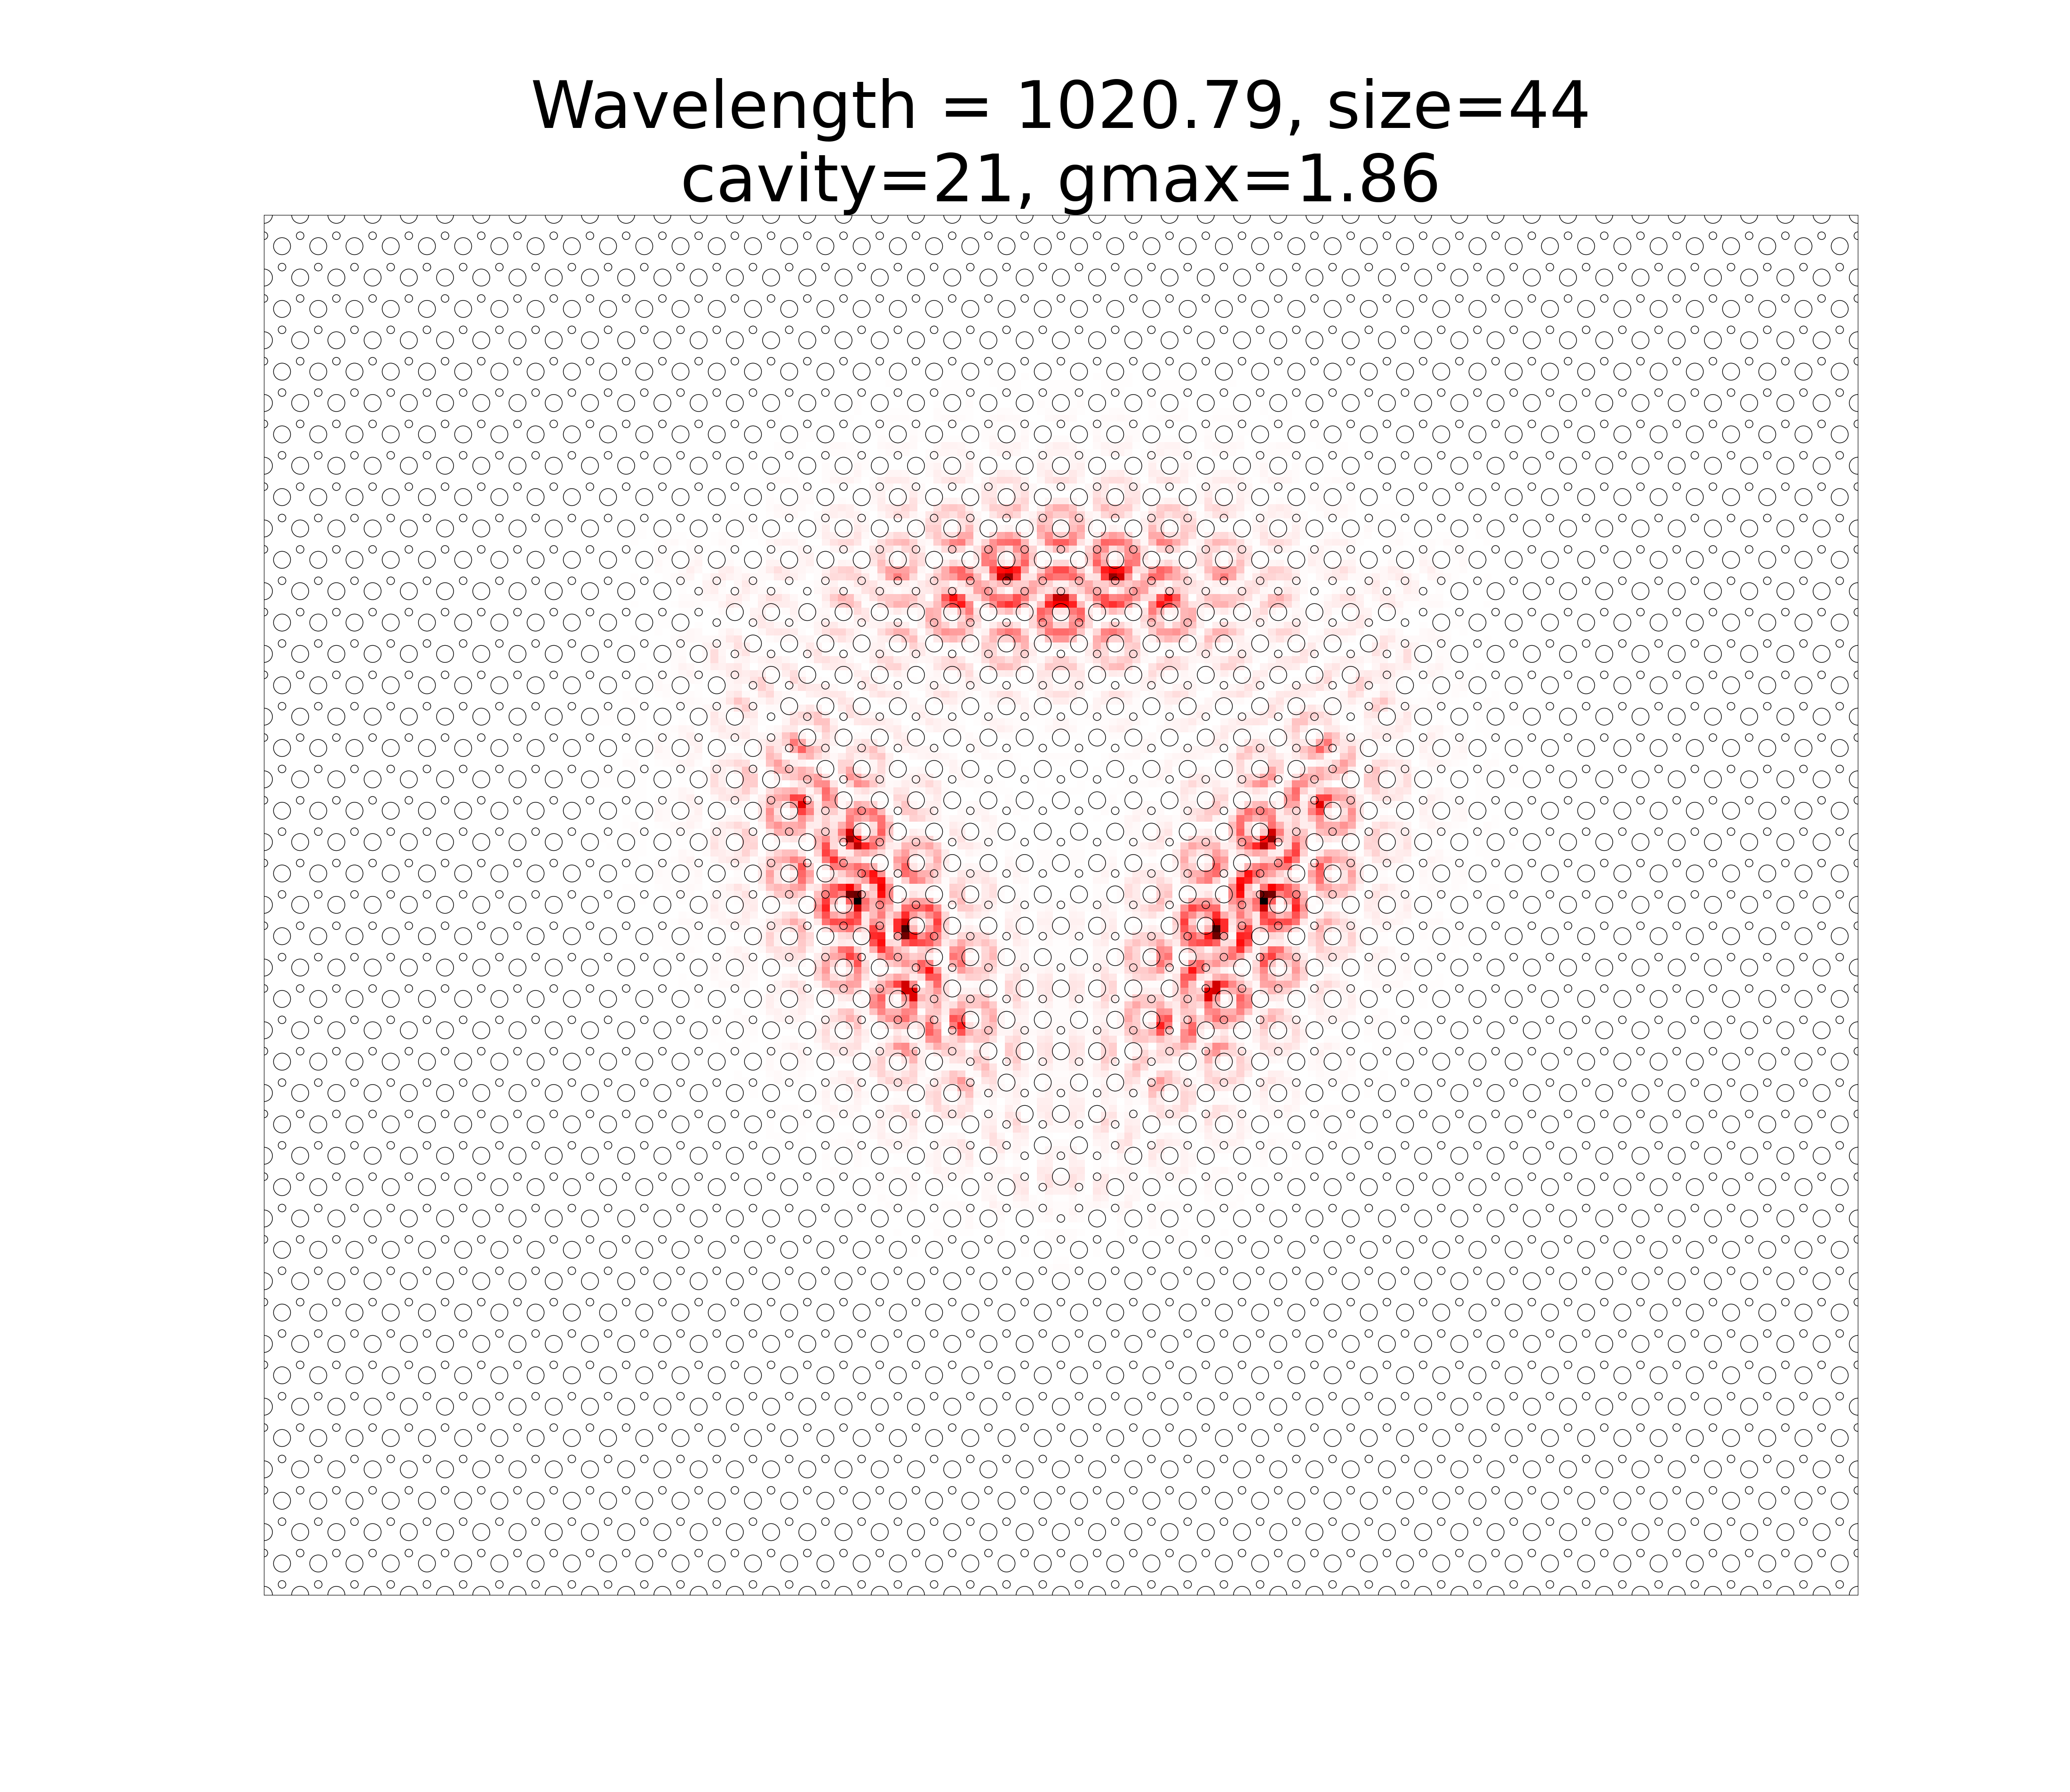 Wavelength = 1020.79, size=44
cavity=21, gmax=1.86